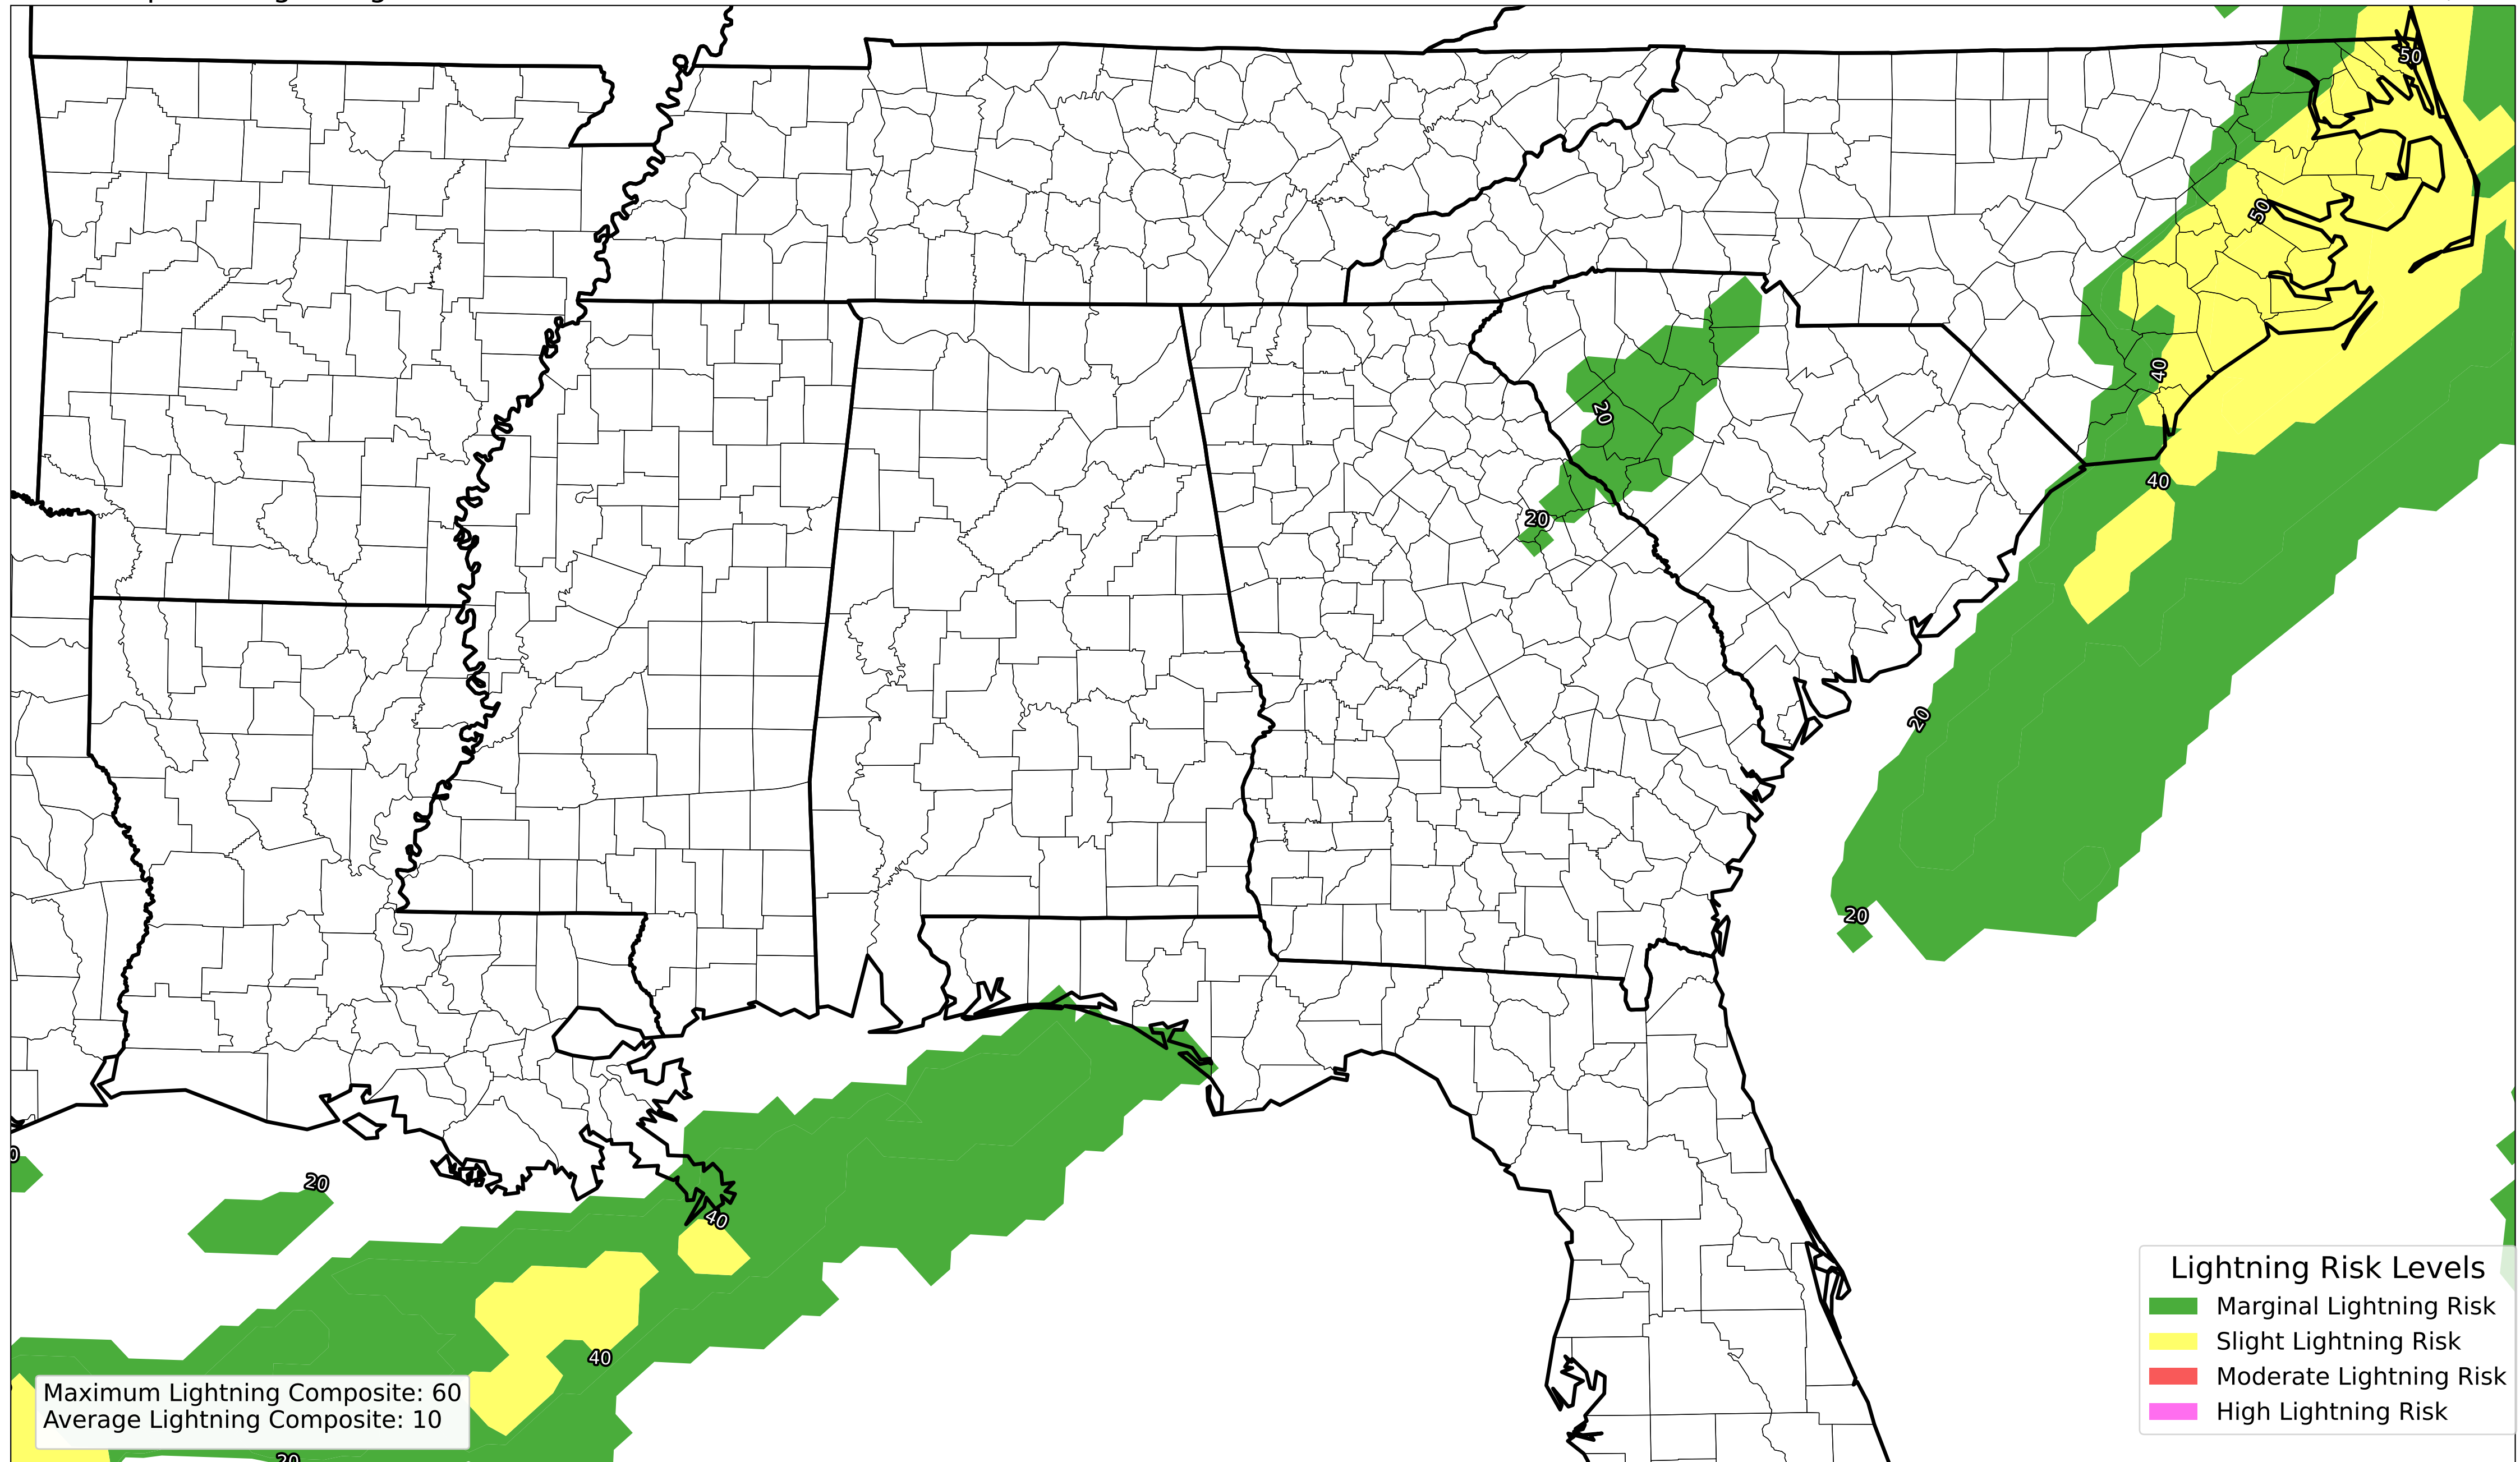 50
50
40
20
40
20
20
20
20
40
40
20
Lightning Risk Levels
Marginal Lightning Risk
Slight Lightning Risk
Moderate Lightning Risk
High Lightning Risk
Maximum Lightning Composite: 60
Average Lightning Composite: 10